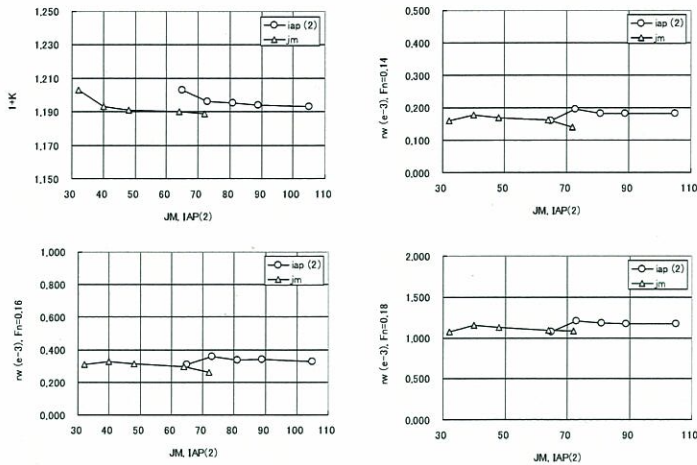 1,250
1,230
1,210
1,190
1,170
1,150
1+K
iap (2)
jm
30 40 50 60 70 80 90 100 110
JM, IAP(2)
0,500
0,400
0,300
0,200
0,100
0,000
rw (e-3), Fn=0,14
iap (2)
jm
30 50 70 90 110
JM, IAP(2)
1,000
0,800
0,600
0,400
0,200
0,000
rw (e-3), Fn=0,16
iap (2)
jm
30 40 50 60 70 80 90 100 110
JM, IAP(2)
2,000
1,500
1,000
0,500
0,000
rw (e-3), Fn=0,18
iap (2)
jm
30 50 70 90 110
JM, IAP(2)